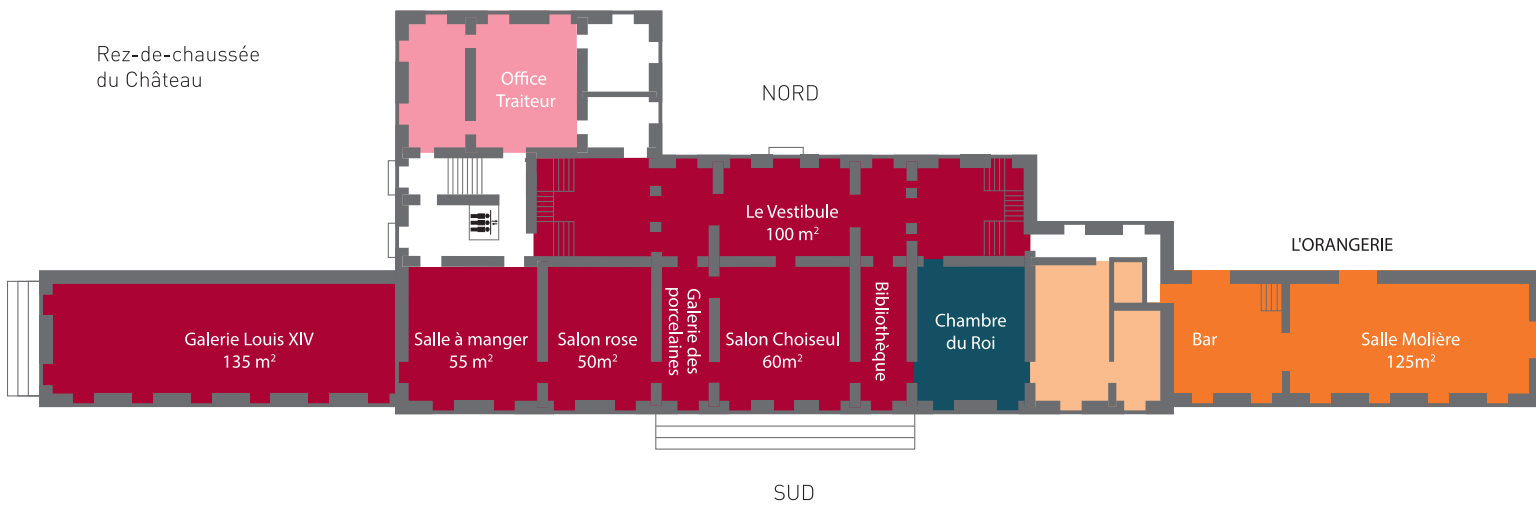 Rez-de-chaussée
du Château
Office
Traiteur
NORD
Le Vestibule
100 m²
L'ORANGERIE
Galerie Louis XIV
135 m²
Salle à manger
55 m²
Salon rose
50m²
Galerie des
porcelaines
Salon Choiseul
60m²
Bibliothèque
Chambre
du Roi
Bar
Salle Molière
125m²
SUD